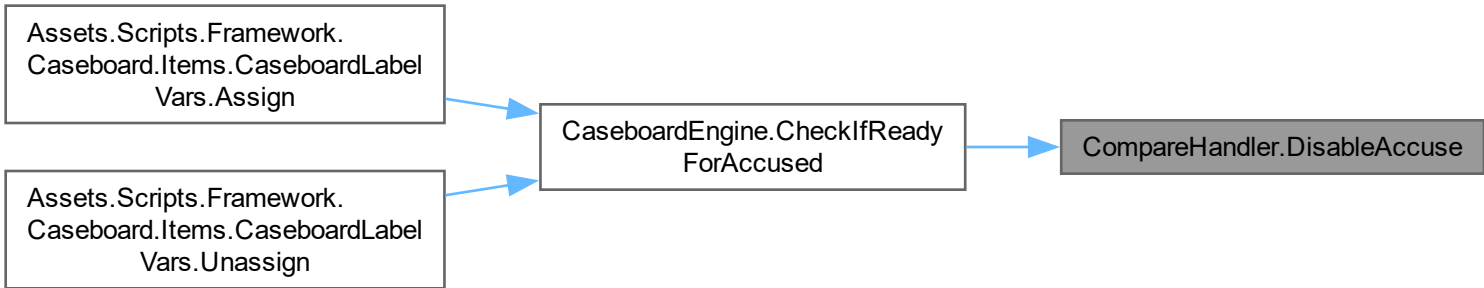 Assets.Scripts.Framework.
Caseboard.Items.CaseboardLabel
Vars.Assign
CaseboardEngine.CheckIfReady
ForAccused
CompareHandler.DisableAccuse
Assets.Scripts.Framework.
Caseboard.Items.CaseboardLabel
Vars.Unassign